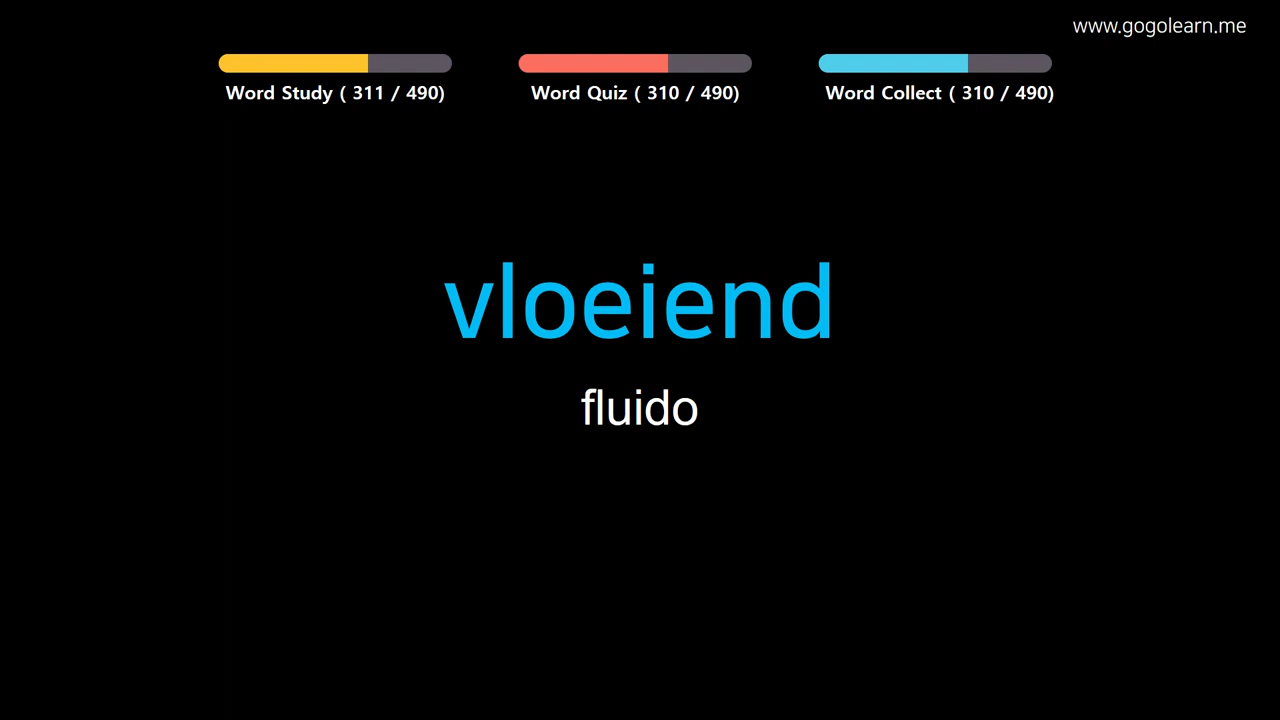 www.gogolearn.me
Word Study ( 311 / 490)
Word Quiz ( 310 / 490)
Word Collect ( 310 / 490)
vloeiend
fluido